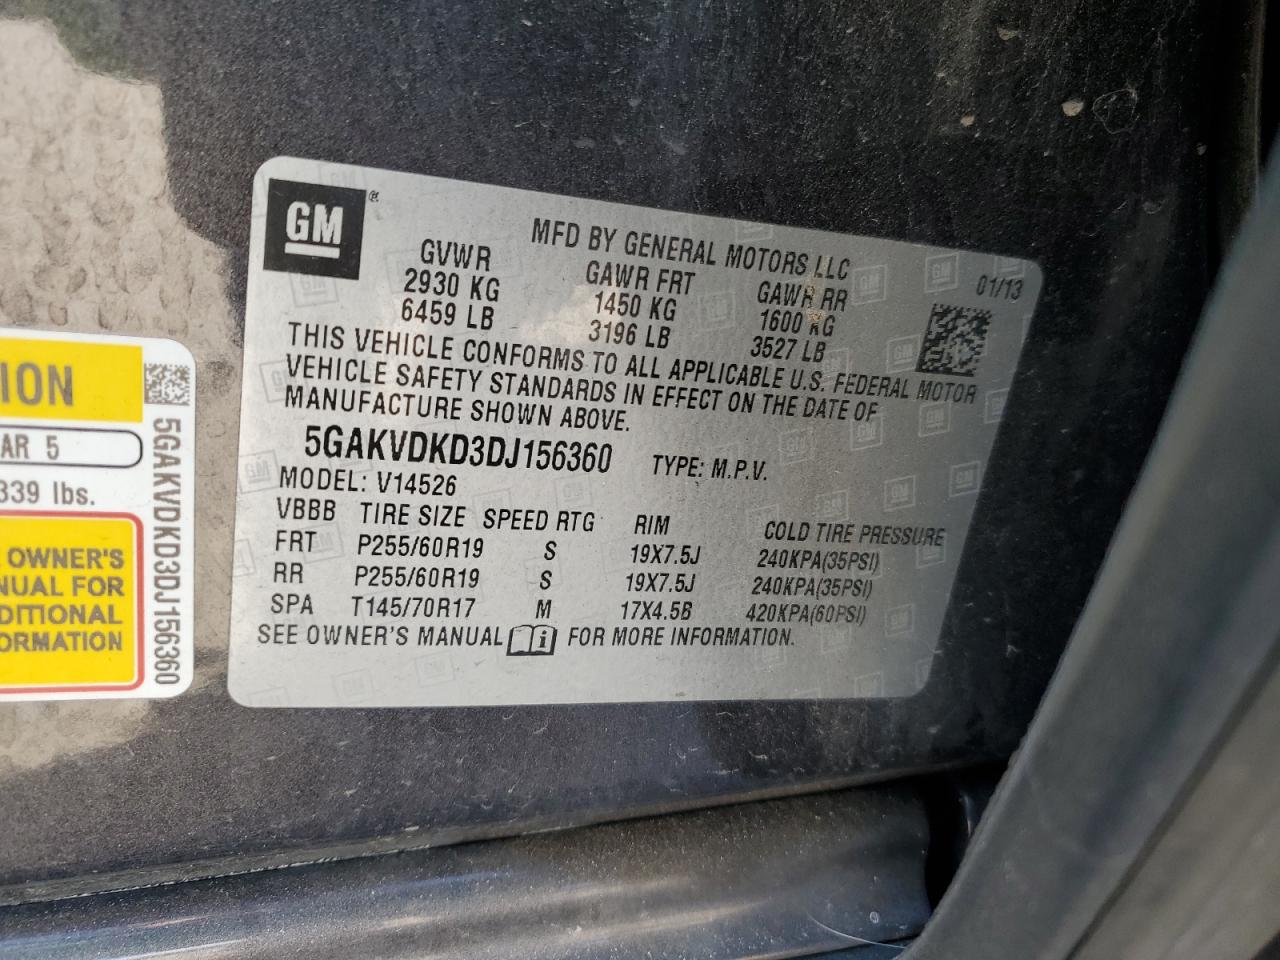 GM
®
MFD BY GENERAL MOTORS LLC
01/13
GVWR GAWR FRT GAWR RR
2930 KG 1450 KG 1600 KG
6459 LB 3196 LB 3527 LB
THIS VEHICLE CONFORMS TO ALL APPLICABLE U.S. FEDERAL MOTOR
VEHICLE SAFETY STANDARDS IN EFFECT ON THE DATE OF
MANUFACTURE SHOWN ABOVE.
5GAKVDKD3DJ156360 TYPE: M.P.V.
MODEL: V14526
VBBB TIRE SIZE SPEED RTG RIM COLD TIRE PRESSURE
FRT P255/60R19 S 19X7.5J 240KPA(35PSI)
RR P255/60R19 S 19X7.5J 240KPA(35PSI)
SPA T145/70R17 M 17X4.5B 420KPA(60PSI)
SEE OWNER'S MANUAL i FOR MORE INFORMATION.
ION
AR 5
339 lbs.
OWNER'S
NUAL FOR
DITIONAL
ORMATION
5GAKVDKD3DJ156360